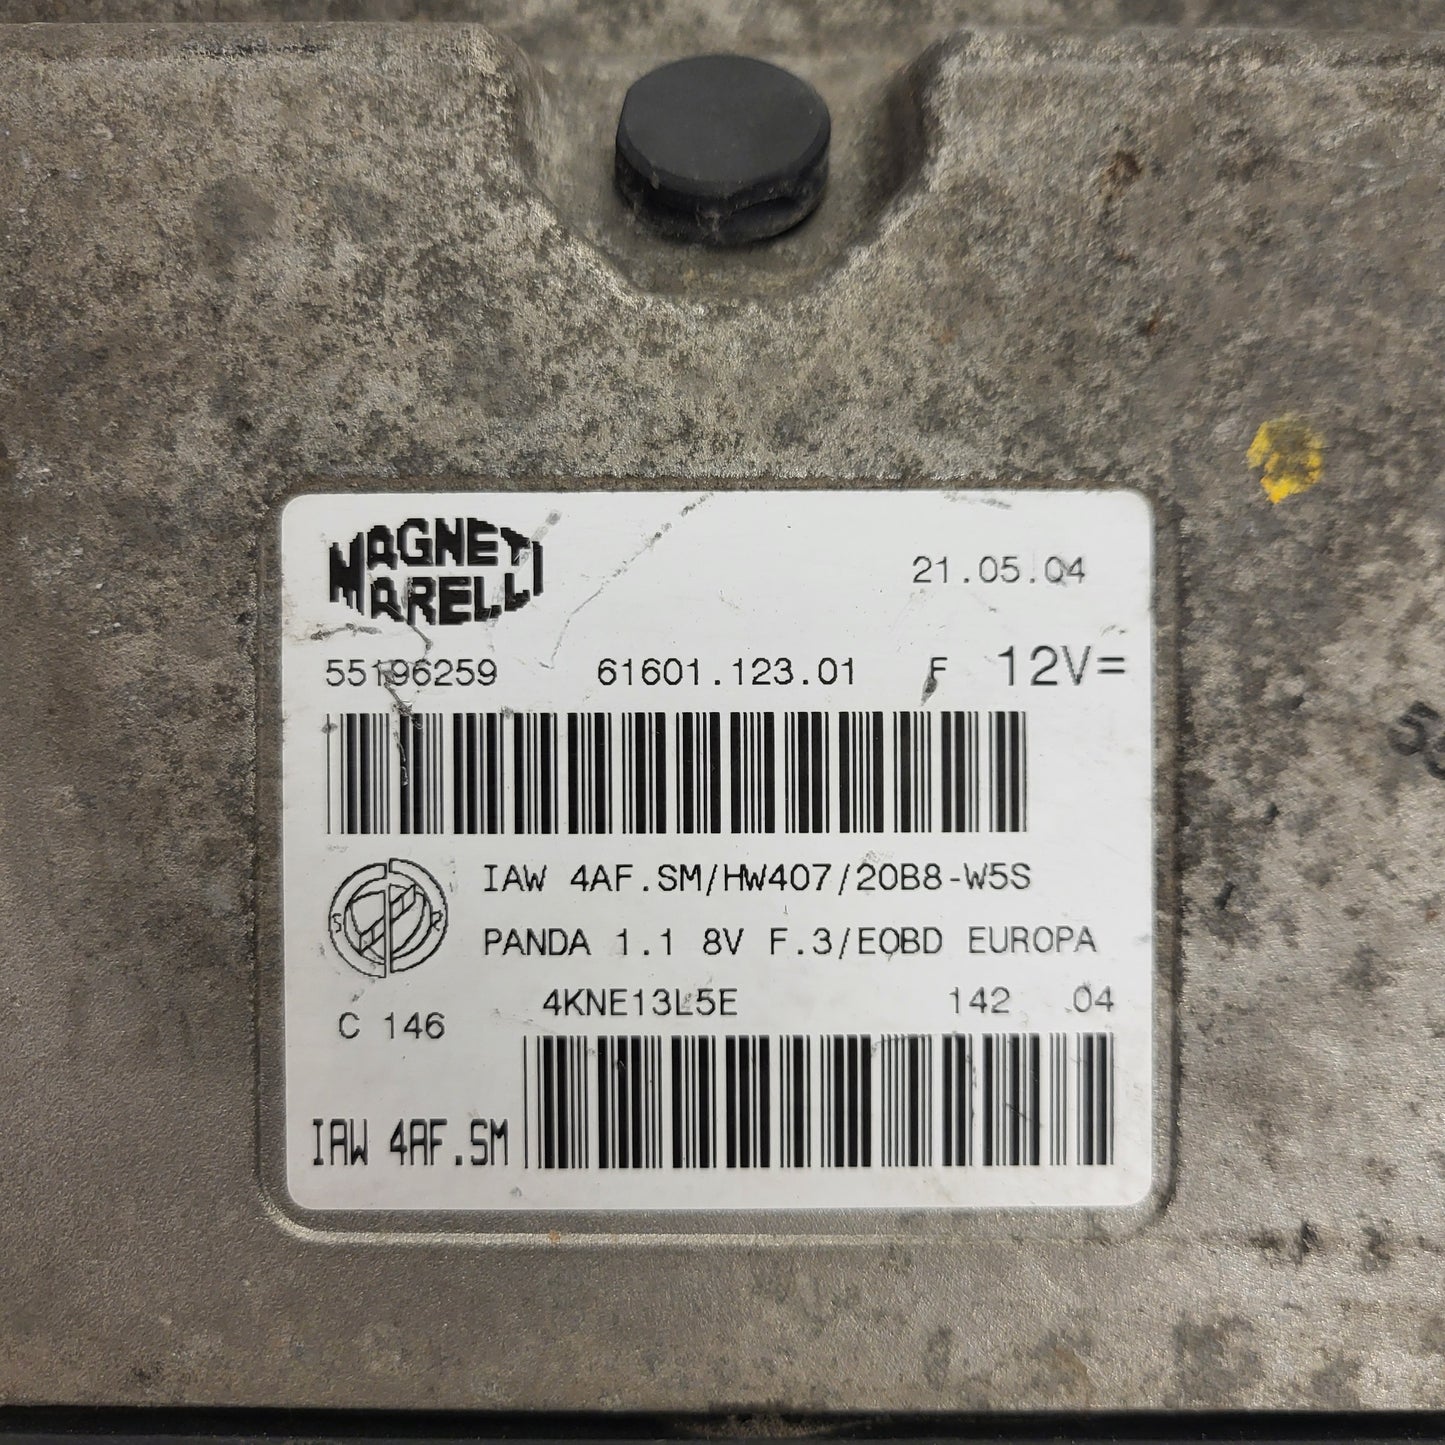 MAGNETI
MARELLI
21.05.04
55196259 61601.123.01 F 12V=
IAW 4AF.SM/HW407/20B8-W5S
S R
PANDA 1.1 8V F.3/EOBD EUROPA
4KNE13L5E 142 04
C 146
IAW 4AF.SM